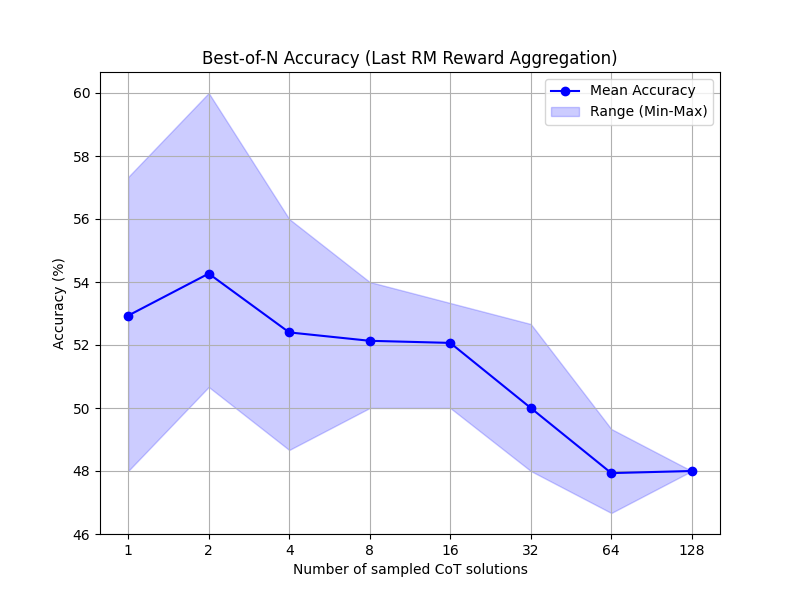 Best-of-N Accuracy (Last RM Reward Aggregation)
Mean Accuracy
Range (Min-Max)
Accuracy (%)
60
58
56
54
52
50
48
46
1 2 4 8 16 32 64 128
Number of sampled CoT solutions